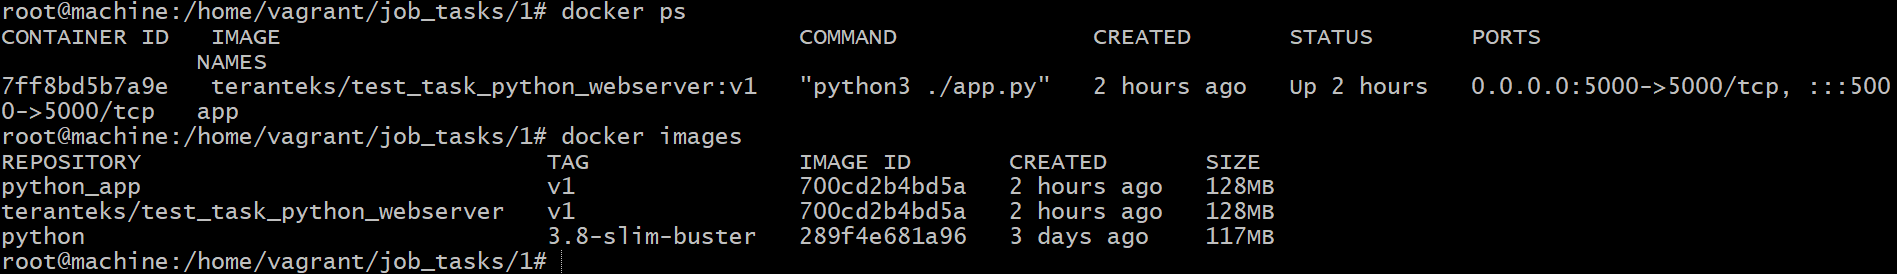 root@machine:/home/vagrant/job_tasks/1# docker ps
CONTAINER ID   IMAGE                                     COMMAND              CREATED       STATUS       PORTS
              NAMES
7ff8bd5b7a9e   teranteks/test_task_python_webserver:v1   "python3 ./app.py"   2 hours ago   Up 2 hours   0.0.0.0:5000->5000/tcp, :::500
0->5000/tcp   app
root@machine:/home/vagrant/job_tasks/1# docker images
REPOSITORY                             TAG               IMAGE ID       CREATED       SIZE
python_app                             v1                700cd2b4bd5a   2 hours ago   128MB
teranteks/test_task_python_webserver   v1                700cd2b4bd5a   2 hours ago   128MB
python                                 3.8-slim-buster   289f4e681a96   3 days ago    117MB
root@machine:/home/vagrant/job_tasks/1#